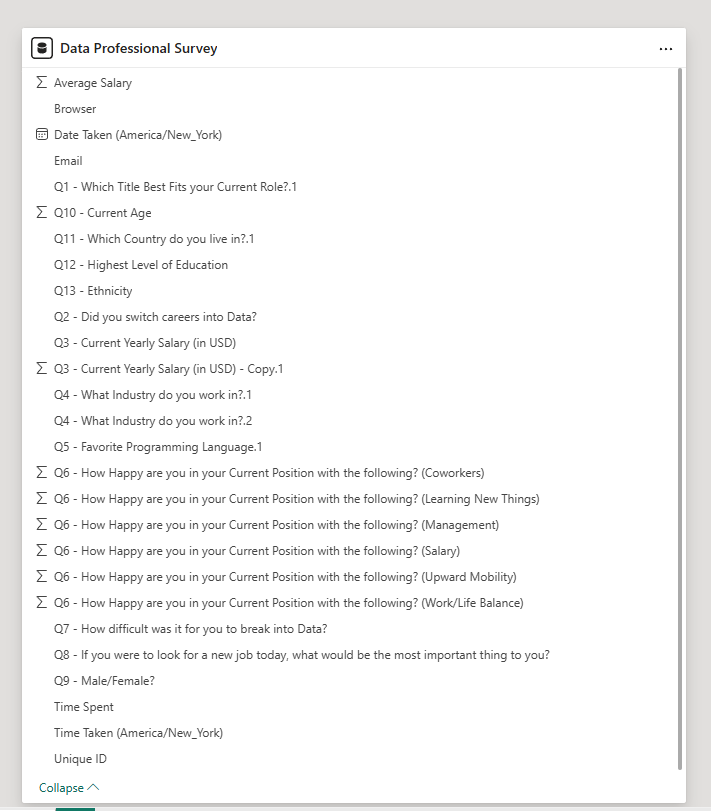 Data Professional Survey
Average Salary
Browser
Date Taken (America/New_York)
Email
Q1 - Which Title Best Fits your Current Role?.1
Q10 - Current Age
Q11 - Which Country do you live in?.1
Q12 - Highest Level of Education
Q13 - Ethnicity
Q2 - Did you switch careers into Data?
Q3 - Current Yearly Salary (in USD)
Q3 - Current Yearly Salary (in USD) - Copy.1
Q4 - What Industry do you work in?.1
Q4 - What Industry do you work in?.2
Q5 - Favorite Programming Language.1
Q6 - How Happy are you in your Current Position with the following? (Coworkers)
Q6 - How Happy are you in your Current Position with the following? (Learning New Things)
Q6 - How Happy are you in your Current Position with the following? (Management)
Q6 - How Happy are you in your Current Position with the following? (Salary)
Q6 - How Happy are you in your Current Position with the following? (Upward Mobility)
Q6 - How Happy are you in your Current Position with the following? (Work/Life Balance)
Q7 - How difficult was it for you to break into Data?
Q8 - If you were to look for a new job today, what would be the most important thing to you?
Q9 - Male/Female?
Time Spent
Time Taken (America/New_York)
Unique ID
Collapse